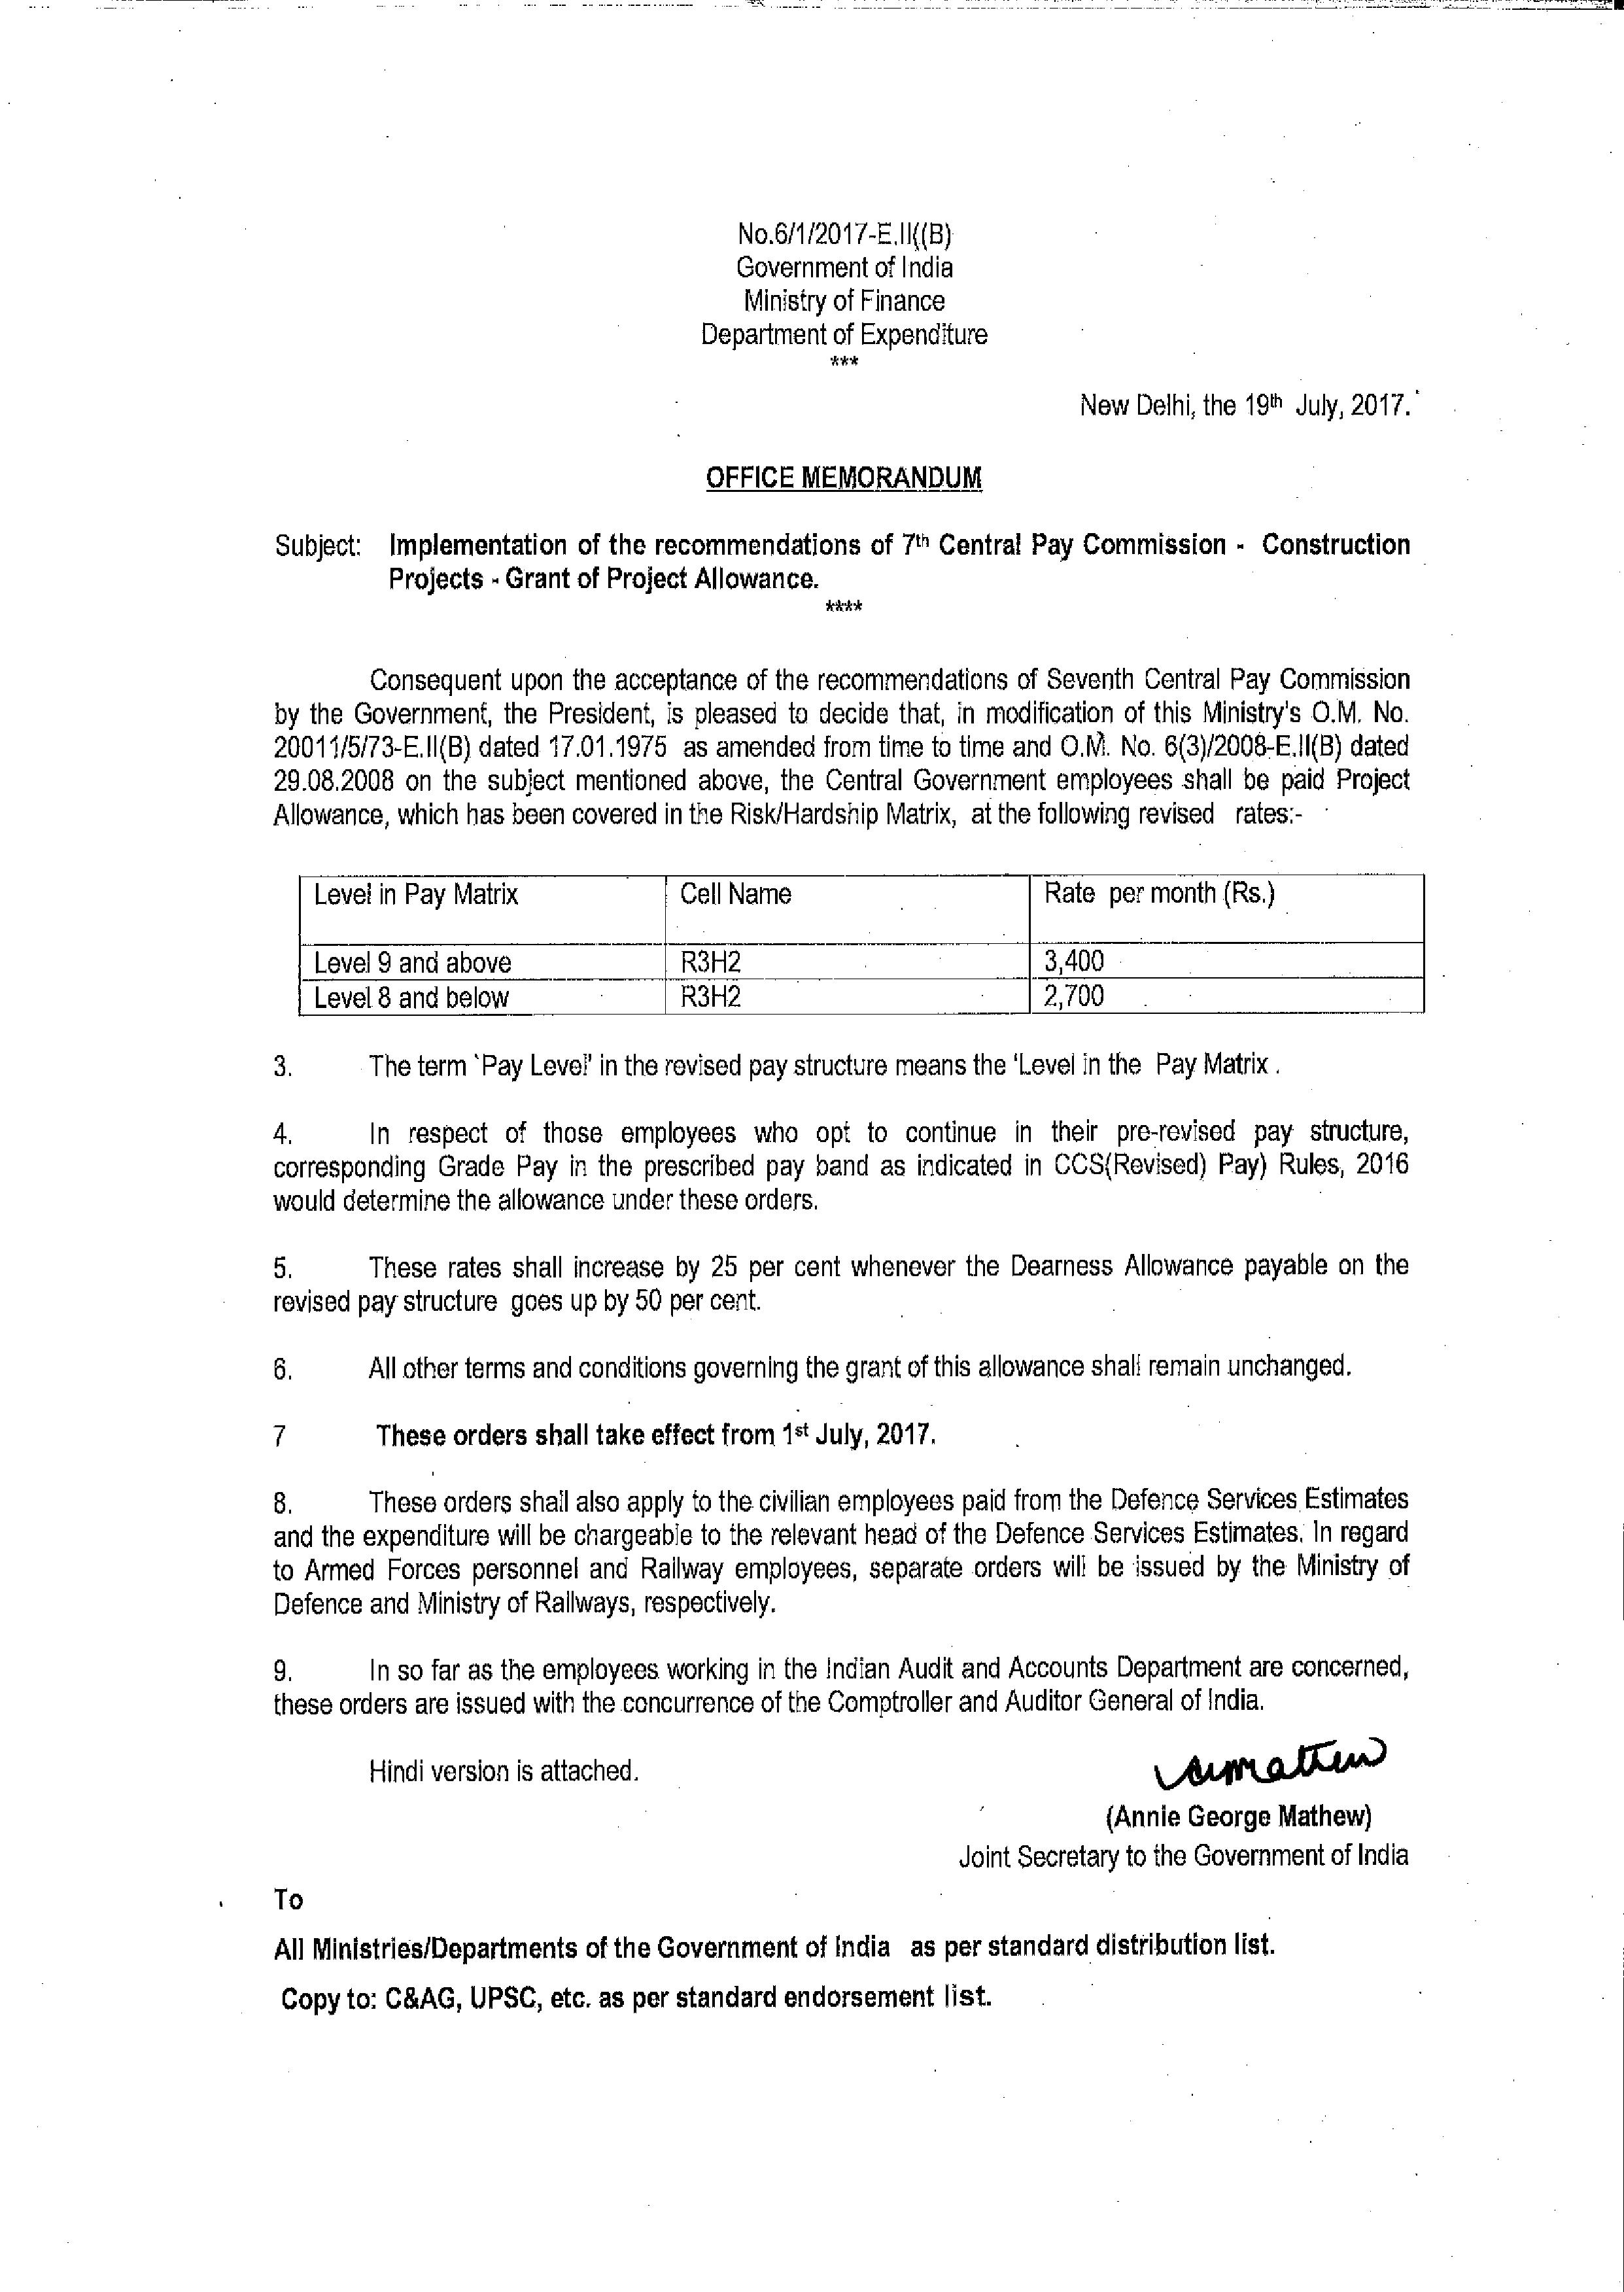 No.6/1/2017-E.II((B)
Government of India
Ministry of Finance
Department of Expenditure
***
New Delhi, the 19th July, 2017.
OFFICE MEMORANDUM
Subject: Implementation of the recommendations of 7th Central Pay Commission - Construction
Projects - Grant of Project Allowance.
****
Consequent upon the acceptance of the recommendations of Seventh Central Pay Commission
by the Government, the President, is pleased to decide that, in modification of this Ministry's O.M. No.
20011/5/73-E.II(B) dated 17.01.1975 as amended from time to time and O.M. No. 6(3)/2008-E.II(B) dated
29.08.2008 on the subject mentioned above, the Central Government employees shall be paid Project
Allowance, which has been covered in the Risk/Hardship Matrix, at the following revised rates:-
Level in Pay Matrix Cell Name Rate per month (Rs.)
Level 9 and above R3H2 3,400
Level 8 and below R3H2 2,700
3. The term `Pay Level' in the revised pay structure means the 'Level in the Pay Matrix .
4. In respect of those employees who opt to continue in their pre-revised pay structure,
corresponding Grade Pay in the prescribed pay band as indicated in CCS(Revised) Pay) Rules, 2016
would determine the allowance under these orders.
5. These rates shall increase by 25 per cent whenever the Dearness Allowance payable on the
revised pay structure goes up by 50 per cent.
6. All other terms and conditions governing the grant of this allowance shall remain unchanged.
7 These orders shall take effect from 1st July, 2017.
8. These orders shall also apply to the civilian employees paid from the Defence Services Estimates
and the expenditure will be chargeable to the relevant head of the Defence Services Estimates. In regard
to Armed Forces personnel and Railway employees, separate orders will be issued by the Ministry of
Defence and Ministry of Railways, respectively.
9. In so far as the employees working in the Indian Audit and Accounts Department are concerned,
these orders are issued with the concurrence of the Comptroller and Auditor General of India.
Hindi version is attached.
(Annie George Mathew)
Joint Secretary to the Government of India
To
All Ministries/Departments of the Government of India as per standard distribution list.
Copy to: C&AG, UPSC, etc. as per standard endorsement list.